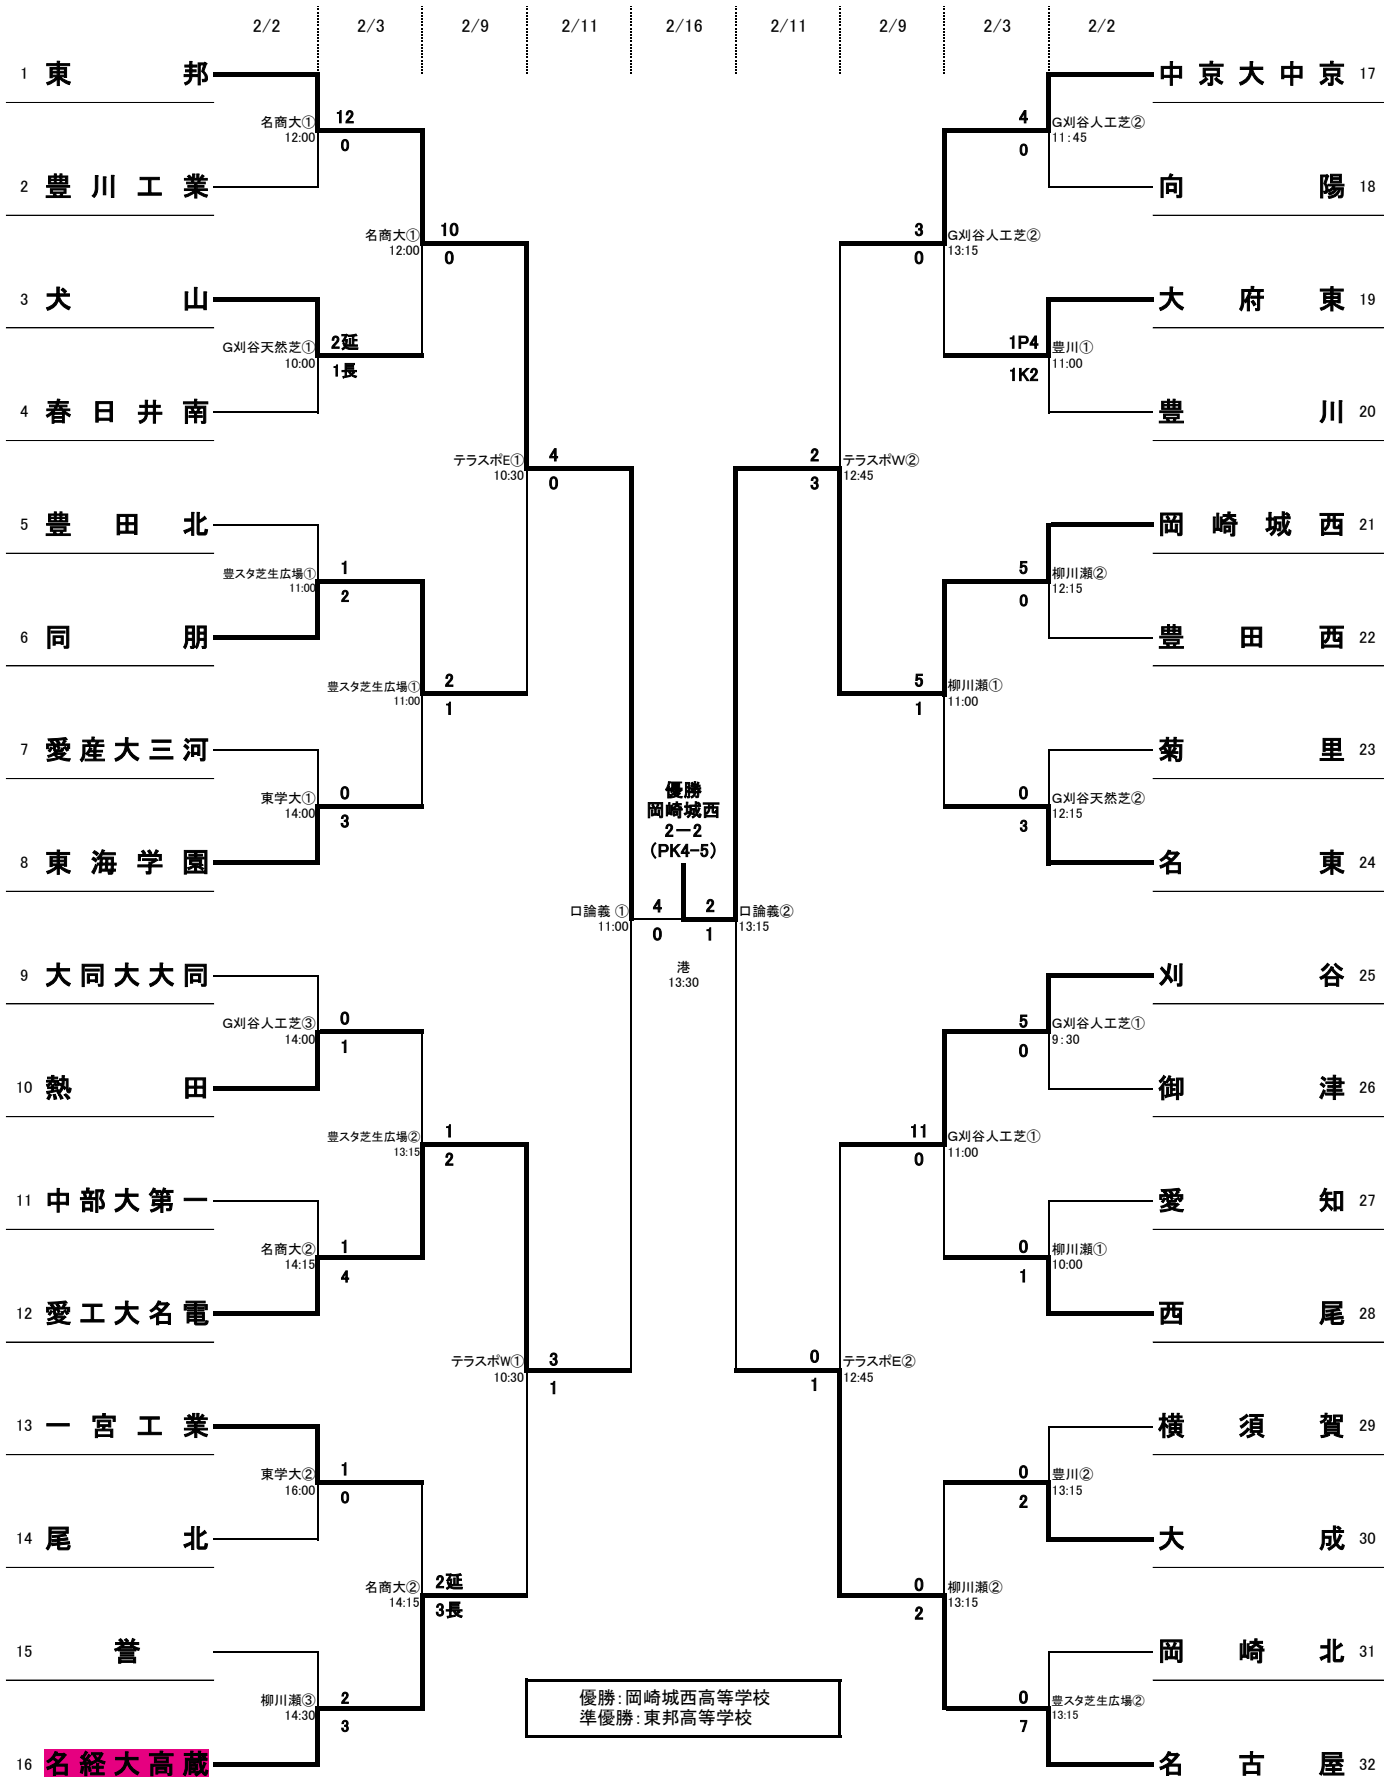 2/2 2/3 2/9 2/11 2/16 2/11 2/9 2/3 2/2
1 東邦
名商大①
12:00
12
0
2 豊川工業
名商大①
12:00
10
0
3 犬山
G刈谷天然芝①
10:00
2延
1長
4 春日井南
テラスポE①
10:30
4
0
5 豊田北
豊スタ芝生広場①
11:00
1
2
6 同朋
豊スタ芝生広場①
11:00
2
1
7 愛産大三河
東学大①
14:00
0
3
8 東海学園
口論義 ①
11:00
4
0
9 大同大大同
G刈谷人工芝③
14:00
0
1
10 熱田
豊スタ芝生広場②
13:15
1
2
11 中部大第一
名商大②
14:15
1
4
12 愛工大名電
テラスポW①
10:30
3
1
13 一宮工業
東学大②
16:00
1
0
14 尾北
名商大②
14:15
2延
3長
15 誉
柳川瀬③
14:30
2
3
16 名経大高蔵
優勝
岡崎城西
2ー2
（PK4-5）
港
13:30
中京大中京 17
4
0
G刈谷人工芝②
11:45
向陽 18
3
0
G刈谷人工芝②
13:15
大府東 19
1P4
1K2
豊川①
11:00
豊川 20
2
3
テラスポW②
12:45
岡崎城西 21
5
0
柳川瀬②
12:15
豊田西 22
5
1
柳川瀬①
11:00
菊里 23
0
3
G刈谷天然芝②
12:15
名東 24
2
1
口論義②
13:15
刈谷 25
5
0
G刈谷人工芝①
9:30
御津 26
11
0
G刈谷人工芝①
11:00
愛知 27
0
1
柳川瀬①
10:00
西尾 28
0
1
テラスポE②
12:45
横須賀 29
0
2
豊川②
13:15
大成 30
0
2
柳川瀬②
13:15
岡崎北 31
0
7
豊スタ芝生広場②
13:15
名古屋 32
優勝：岡崎城西高等学校
準優勝：東邦高等学校